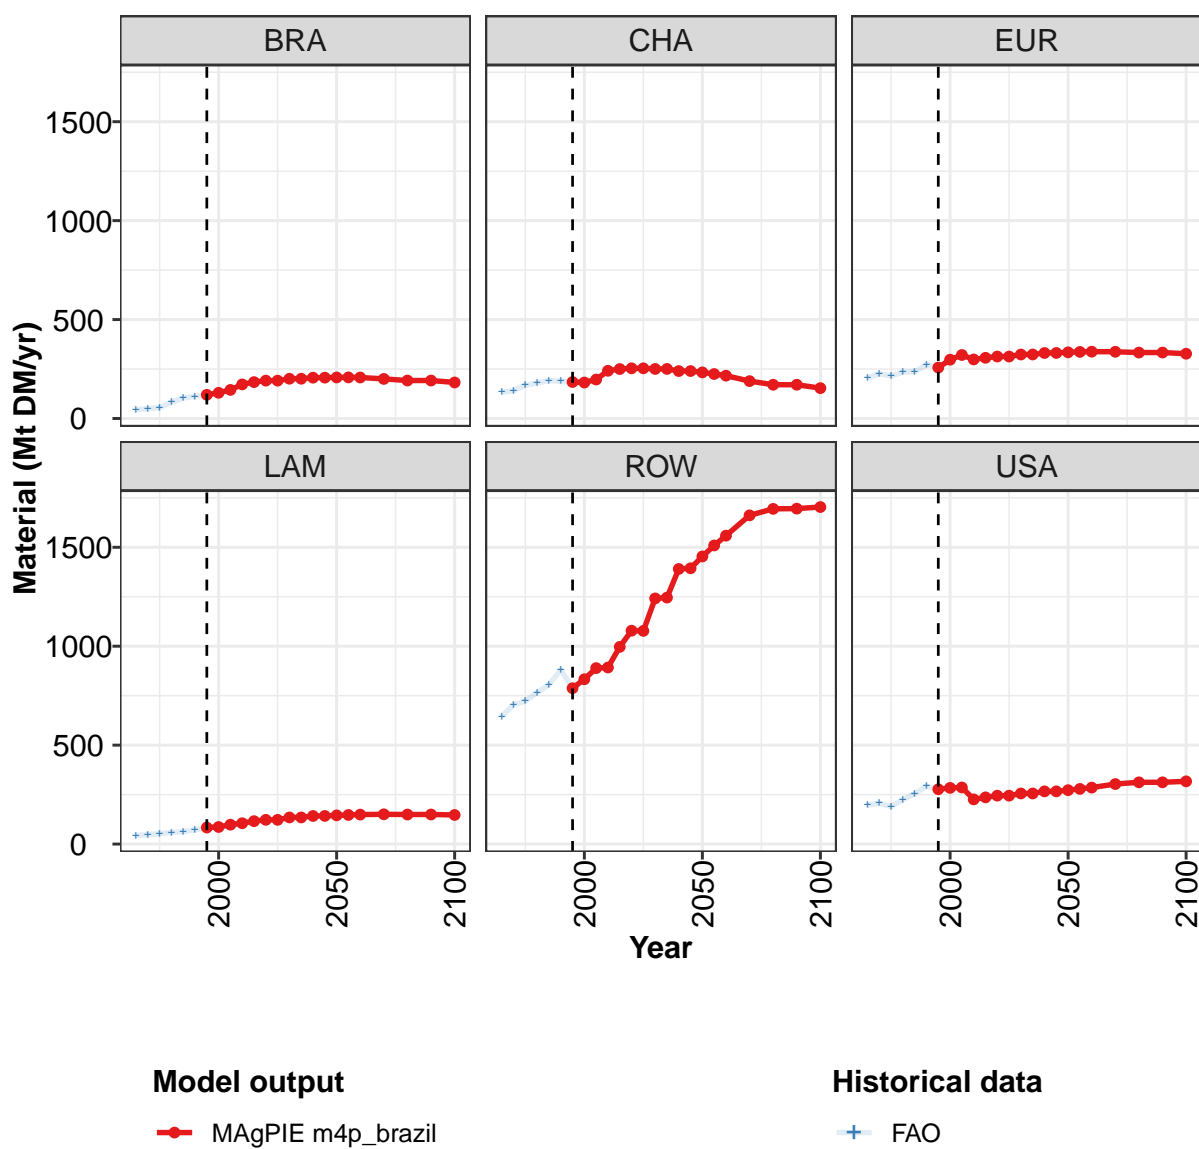 BRA CHA EUR
1500
1000
500
0
Material (Mt DM/yr)
LAM ROW USA
1500
1000
500
0
2000 2050 2100 2000 2050 2100 2000 2050 2100
Year
Model output Historical data
MAgPIE m4p_brazil FAO